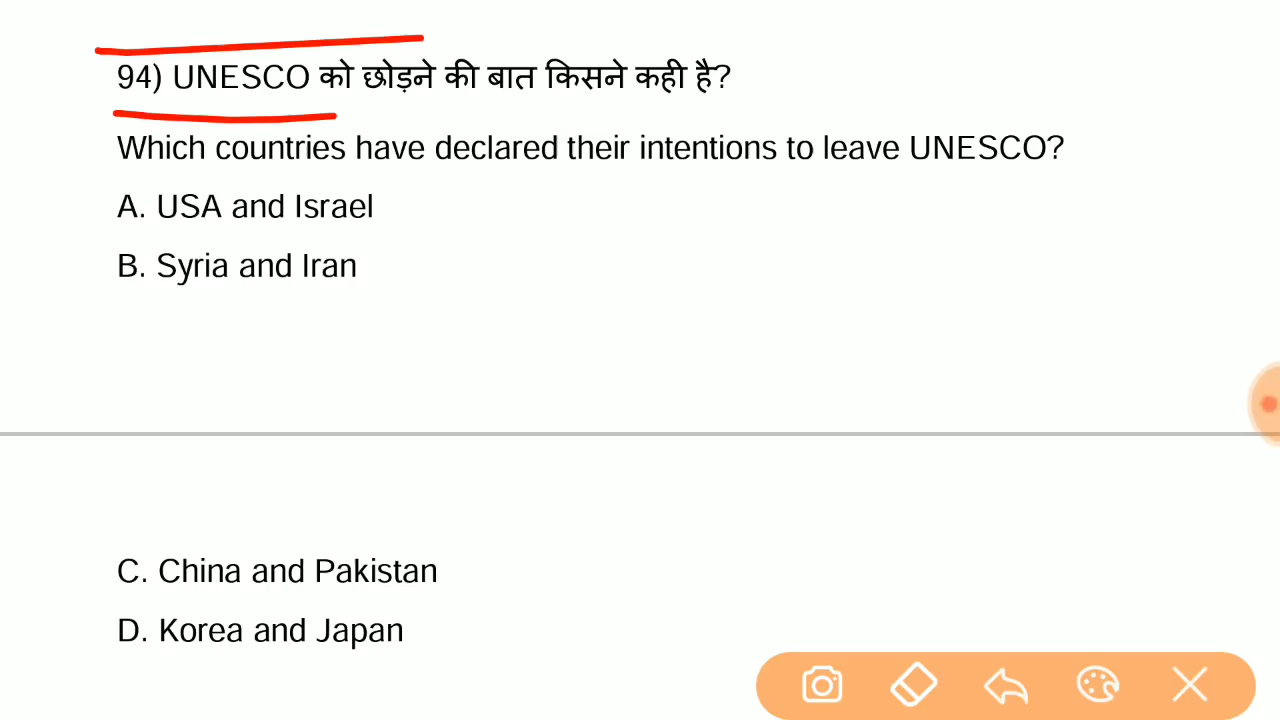 94) UNESCO को छोड़ने की बात किसने कही है?
Which countries have declared their intentions to leave UNESCO?
A. USA and Israel
B. Syria and Iran
C. China and Pakistan
D. Korea and Japan